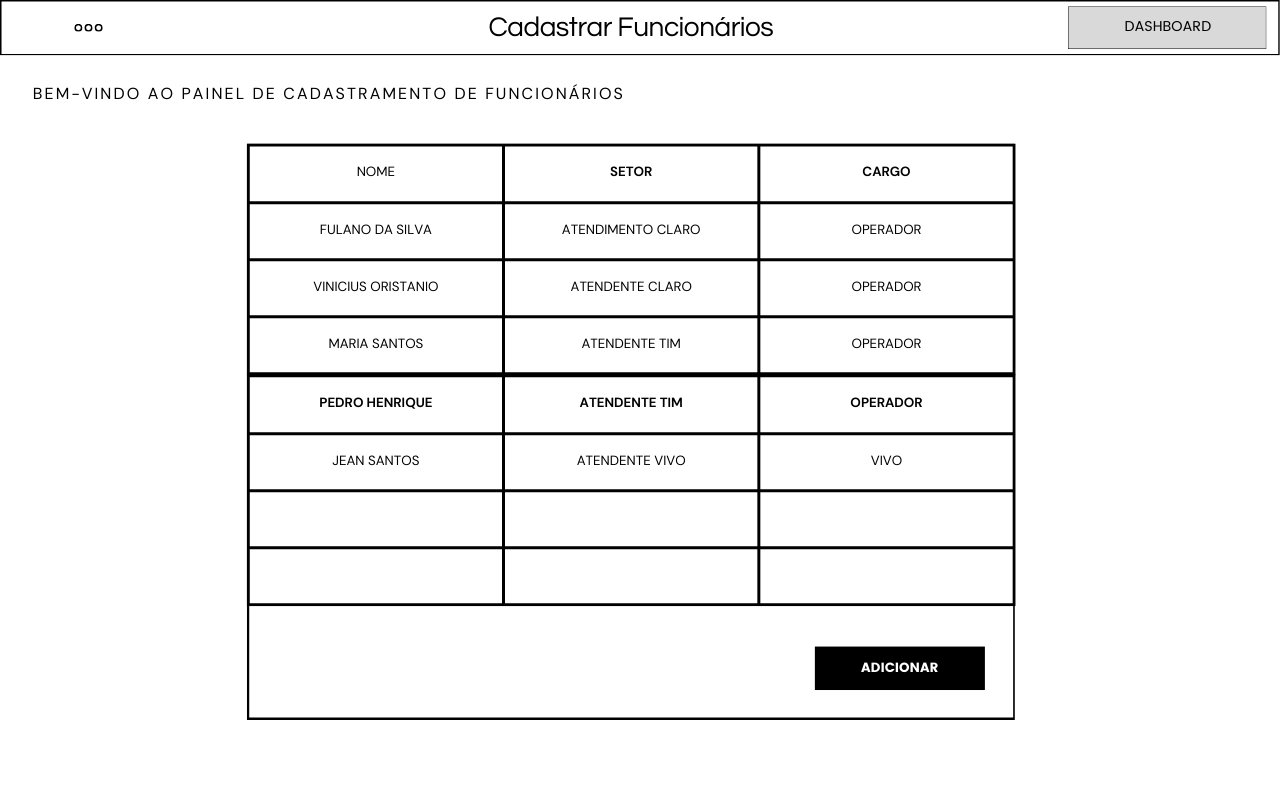 Cadastrar Funcionários
DASHBOARD
BEM-VINDO AO PAINEL DE CADASTRAMENTO DE FUNCIONÁRIOS
NOME SETOR CARGO
FULANO DA SILVA ATENDIMENTO CLARO OPERADOR
VINICIUS ORISTANIO ATENDENTE CLARO OPERADOR
MARIA SANTOS ATENDENTE TIM OPERADOR
PEDRO HENRIQUE ATENDENTE TIM OPERADOR
JEAN SANTOS ATENDENTE VIVO VIVO
ADICIONAR